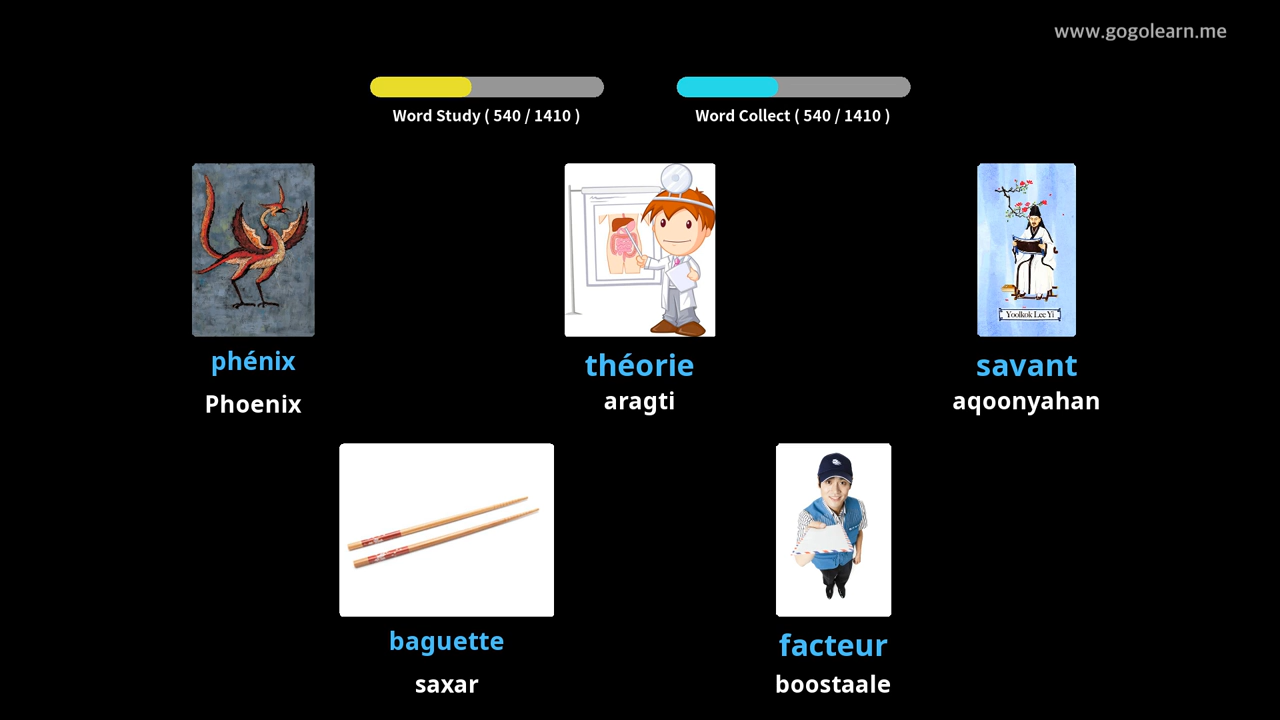 www.gogolearn.me
Word Study ( 540 / 1410 )
Word Collect ( 540 / 1410 )
phénix
Phoenix
théorie
aragti
Yoolkok Lee Yi
savant
aqoonyahan
baguette
saxar
facteur
boostaale